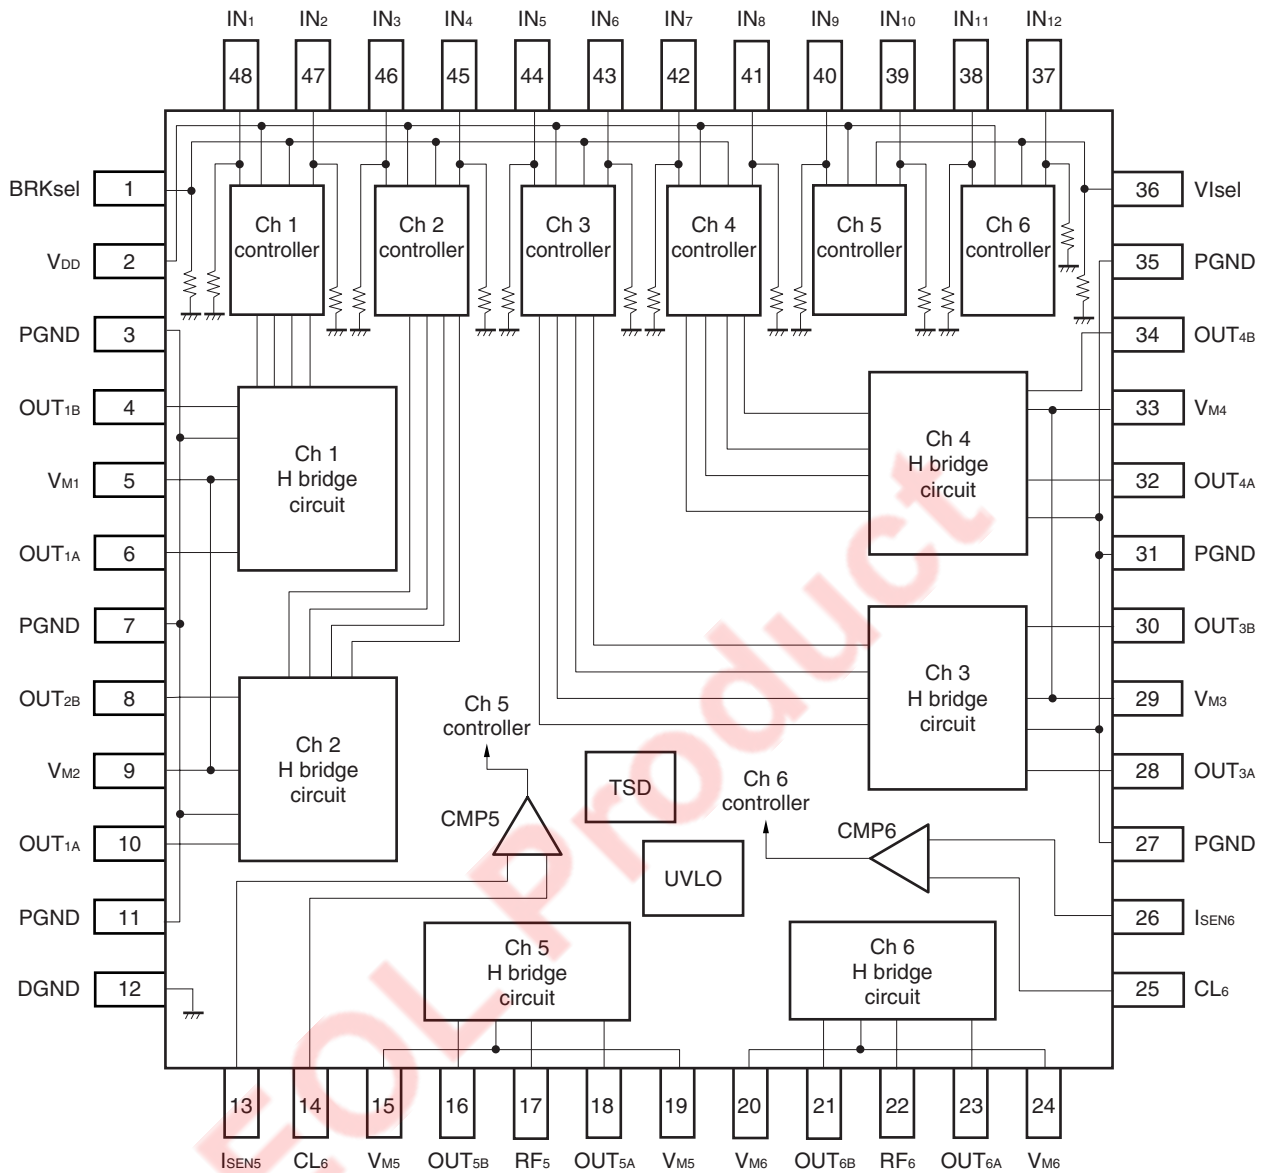 IN1 IN2 IN3 IN4 IN5 IN6 IN7 IN8 IN9 IN10 IN11 IN12
48 47 46 45 44 43 42 41 40 39 38 37
BRKsel 1
VDD 2
PGND 3
OUT1B 4
VM1 5
OUT1A 6
PGND 7
OUT2B 8
VM2 9
OUT1A 10
PGND 11
DGND 12
36 VIsel
35 PGND
34 OUT4B
33 VM4
32 OUT4A
31 PGND
30 OUT3B
29 VM3
28 OUT3A
27 PGND
26 ISEN6
25 CL6
Ch 1
controller
Ch 2
controller
Ch 3
controller
Ch 4
controller
Ch 5
controller
Ch 6
controller
Ch 1
H bridge
circuit
Ch 4
H bridge
circuit
Ch 2
H bridge
circuit
Ch 3
H bridge
circuit
Ch 5
controller
CMP5
TSD
UVLO
Ch 6
controller
CMP6
Ch 5
H bridge
circuit
Ch 6
H bridge
circuit
13 14 15 16 17 18 19 20 21 22 23 24
ISEN5 CL6 VM5 OUT5B RF5 OUT5A VM5 VM6 OUT6B RF6 OUT6A VM6
EOL Product